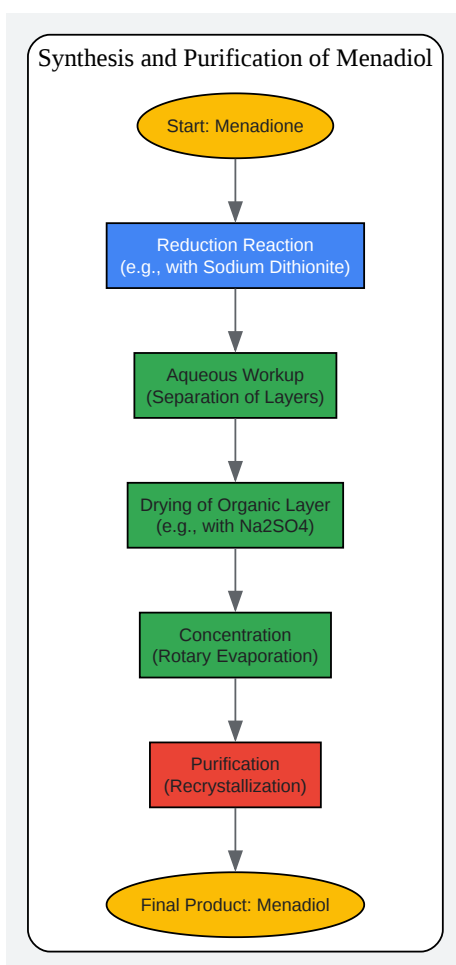 Synthesis and Purification of Menadiol
Start: Menadione
Reduction Reaction
(e.g., with Sodium Dithionite)
Aqueous Workup
(Separation of Layers)
Drying of Organic Layer
(e.g., with Na2SO4)
Concentration
(Rotary Evaporation)
Purification
(Recrystallization)
Final Product: Menadiol